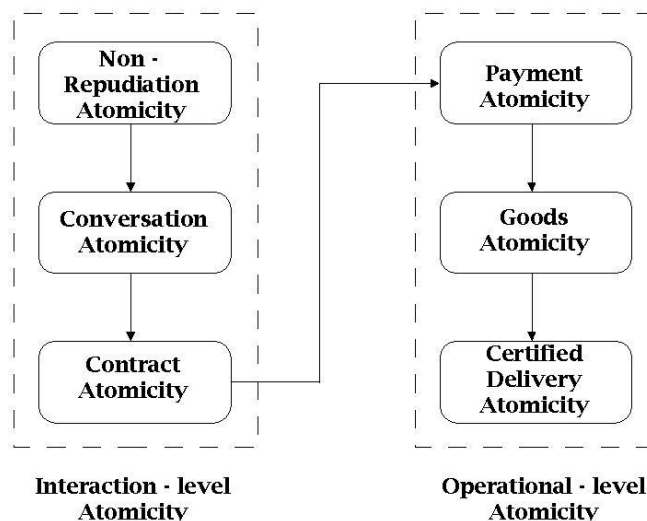 Non -
Repudiation
Atomicity
Conversation
Atomicity
Contract
Atomicity
Interaction - level
Atomicity
Payment
Atomicity
Goods
Atomicity
Certified
Delivery
Atomicity
Operational - level
Atomicity